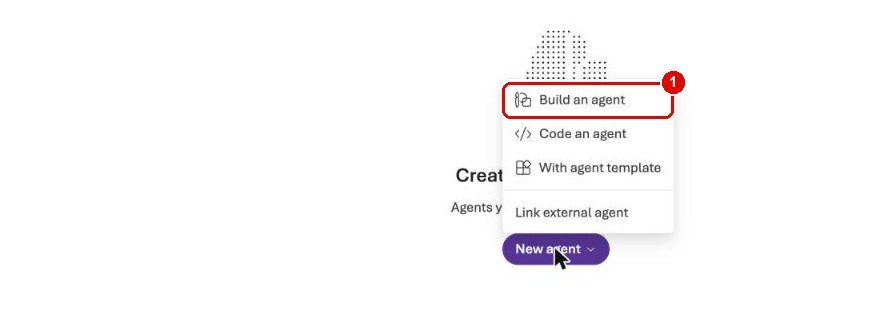 1
Build an agent
Code an agent
With agent template
Creat
Agents y
Link external agent
New agent